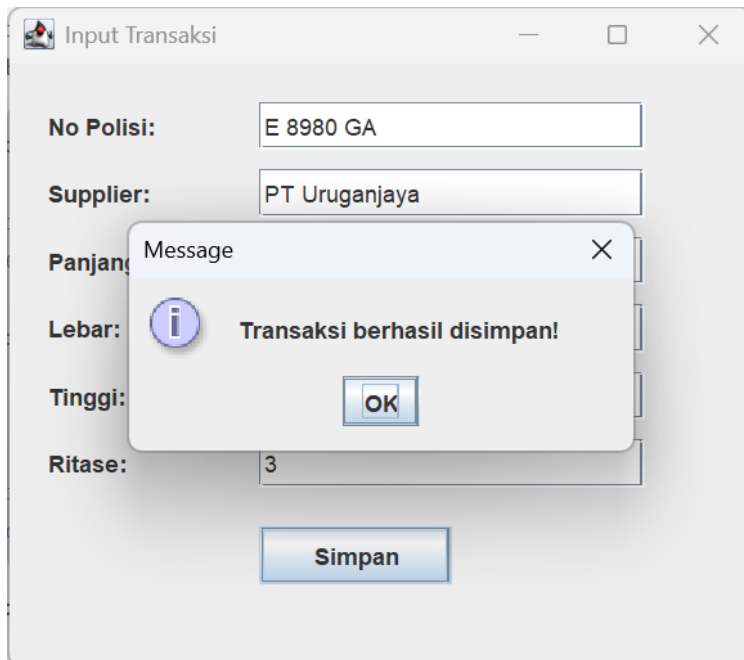 Input Transaksi
No Polisi: E 8980 GA
Supplier: PT Uruganjaya
Message
Panjang
Lebar:
Transaksi berhasil disimpan!
Tinggi:
OK
Ritase: 3
Simpan